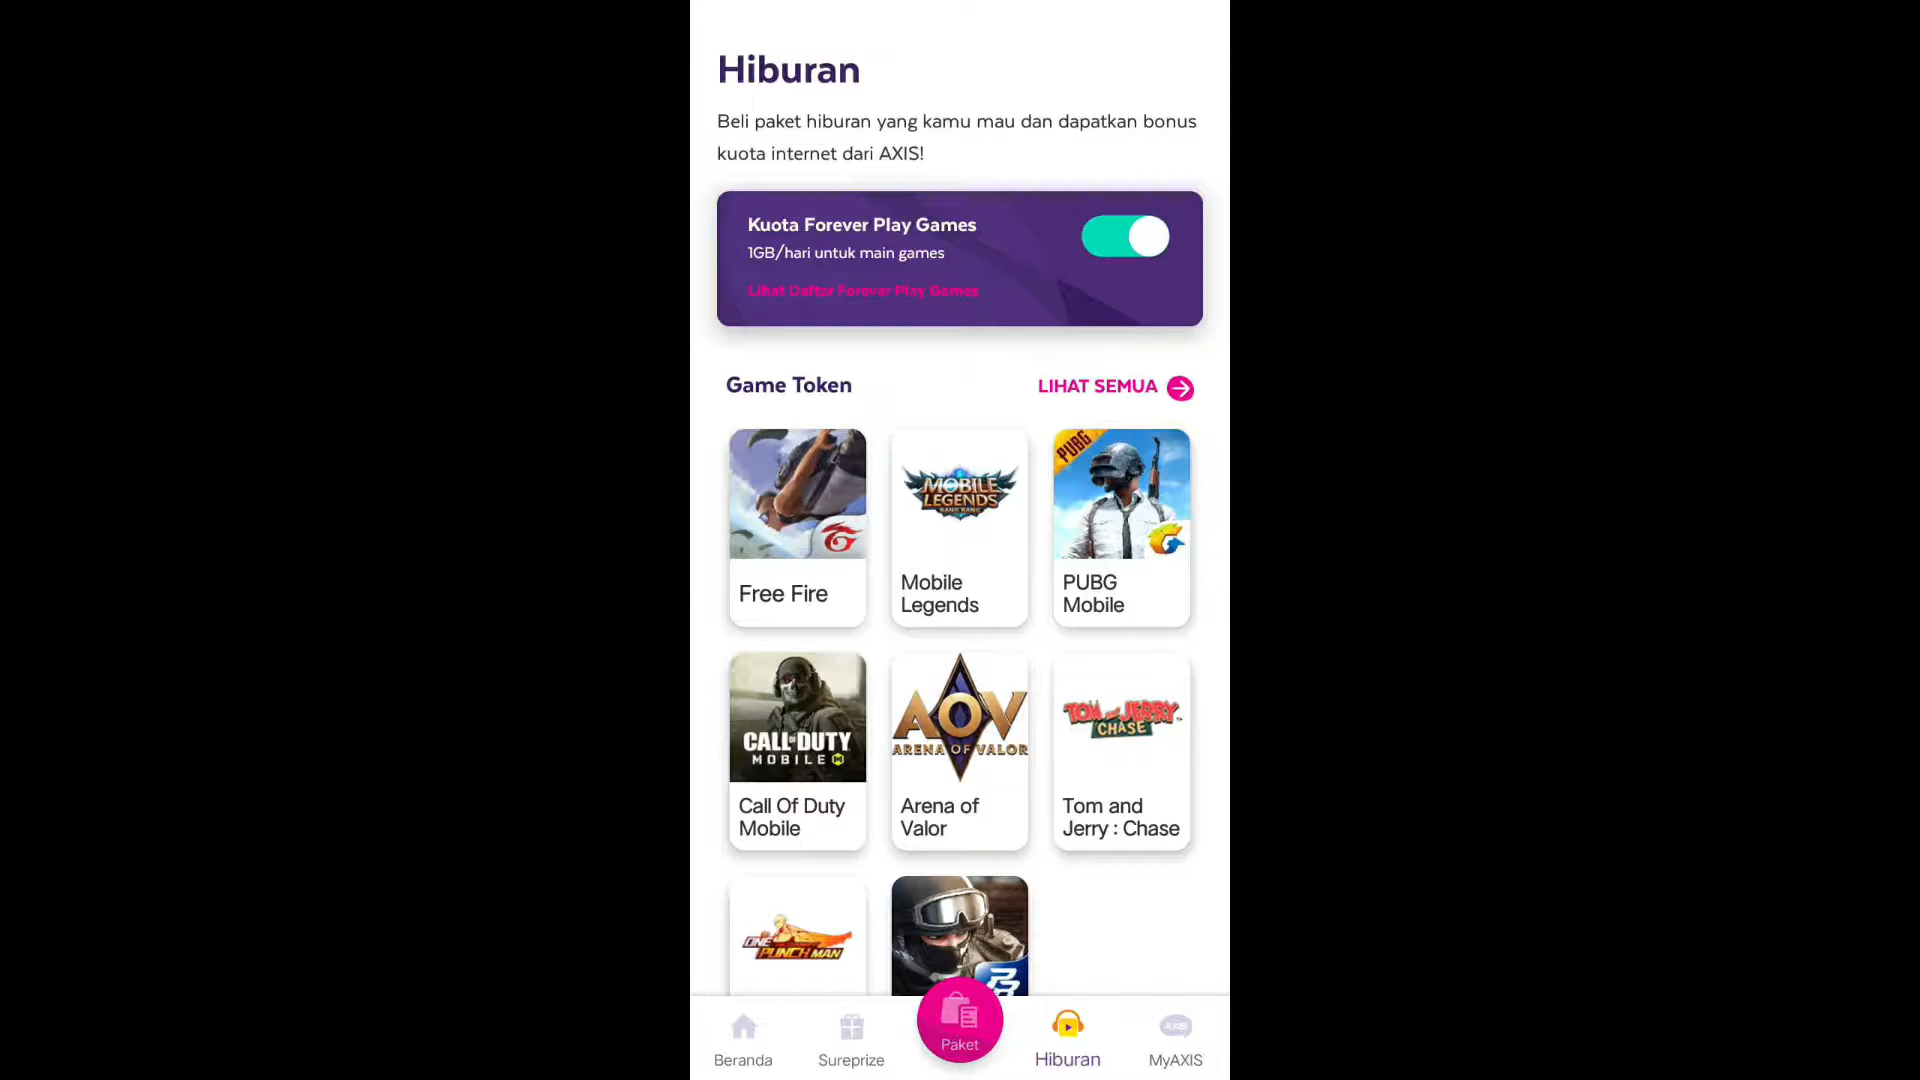 Hiburan
Beli paket hiburan yang kamu mau dan dapatkan bonus
kuota internet dari AXIS!
Kuota Forever Play Games
1GB/hari untuk main games
Lihat Daftar Forever Play Games
Game Token
LIHAT SEMUA
PUBG
MOBILE
LEGENDS
BANG BANG
Free Fire
Mobile
Legends
PUBG
Mobile
CALL OF DUTY
MOBILE
AOV
ARENA OF VALOR
TOM AND JERRY
CHASE
Call Of Duty
Mobile
Arena of
Valor
Tom and
Jerry : Chase
ONE
PUNCH MAN
Beranda
Sureprize
Paket
Hiburan
AXIS
MyAXIS